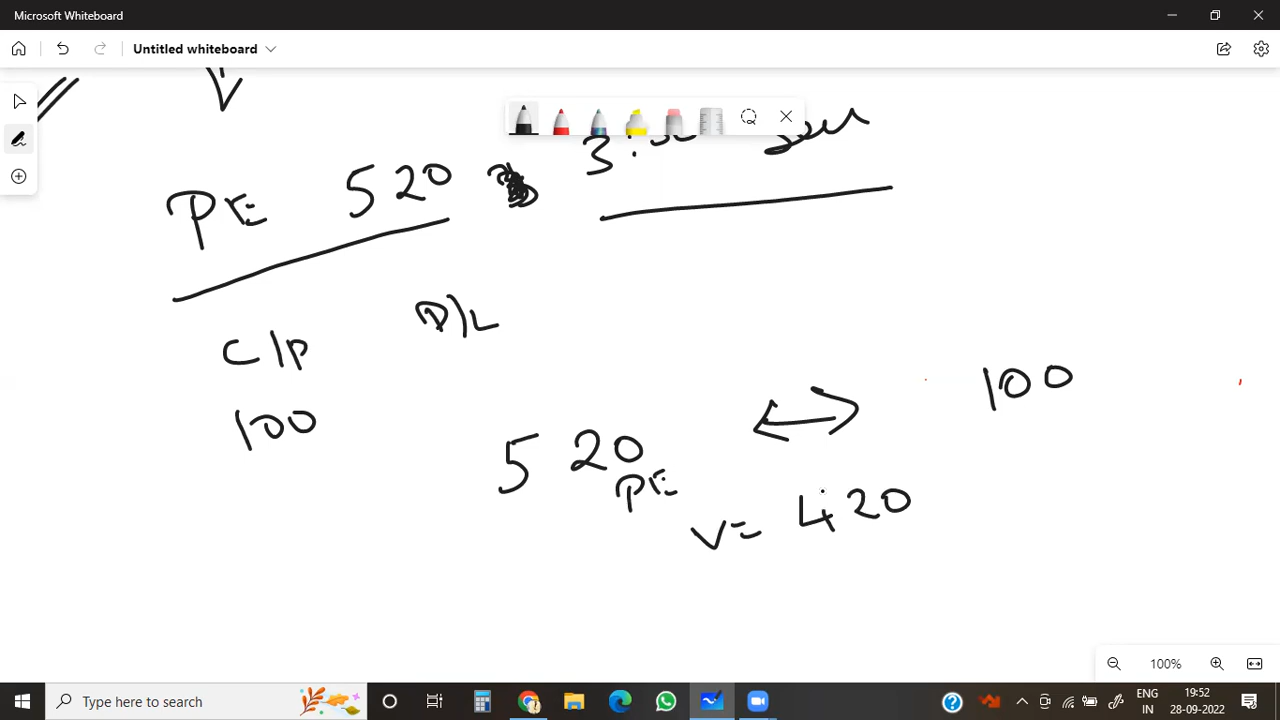 Microsoft Whiteboard
Untitled whiteboard
V
PE 520
C/P P/L
100
100
520
PE
V= 420
100%
Type here to search
ENG
IN
19:52
28-09-2022